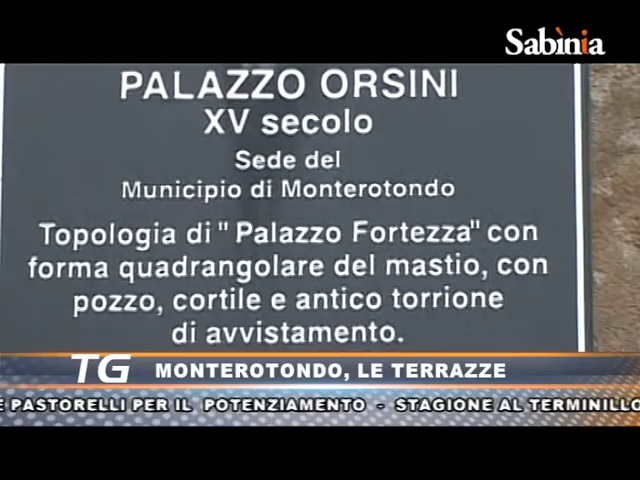 Sabìnia
PALAZZO ORSINI
XV secolo
Sede del
Municipio di Monterotondo
Topologia di "Palazzo Fortezza" con
forma quadrangolare del mastio, con
pozzo, cortile e antico torrione
di avvistamento.
TG MONTEROTONDO, LE TERRAZZE
E PASTORELLI PER IL POTENZIAMENTO - STAGIONE AL TERMINILLO